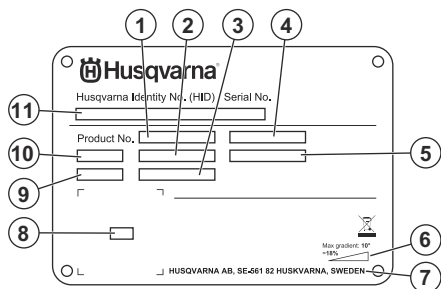 1 2 3 4
Husqvarna
Husqvarna Identity No. (HID) Serial No.
11
Product No.
10
5
9
8
Max gradient: 10°
=18%
6
HUSQVARNA AB, SE-561 82 HUSKVARNA, SWEDEN
7